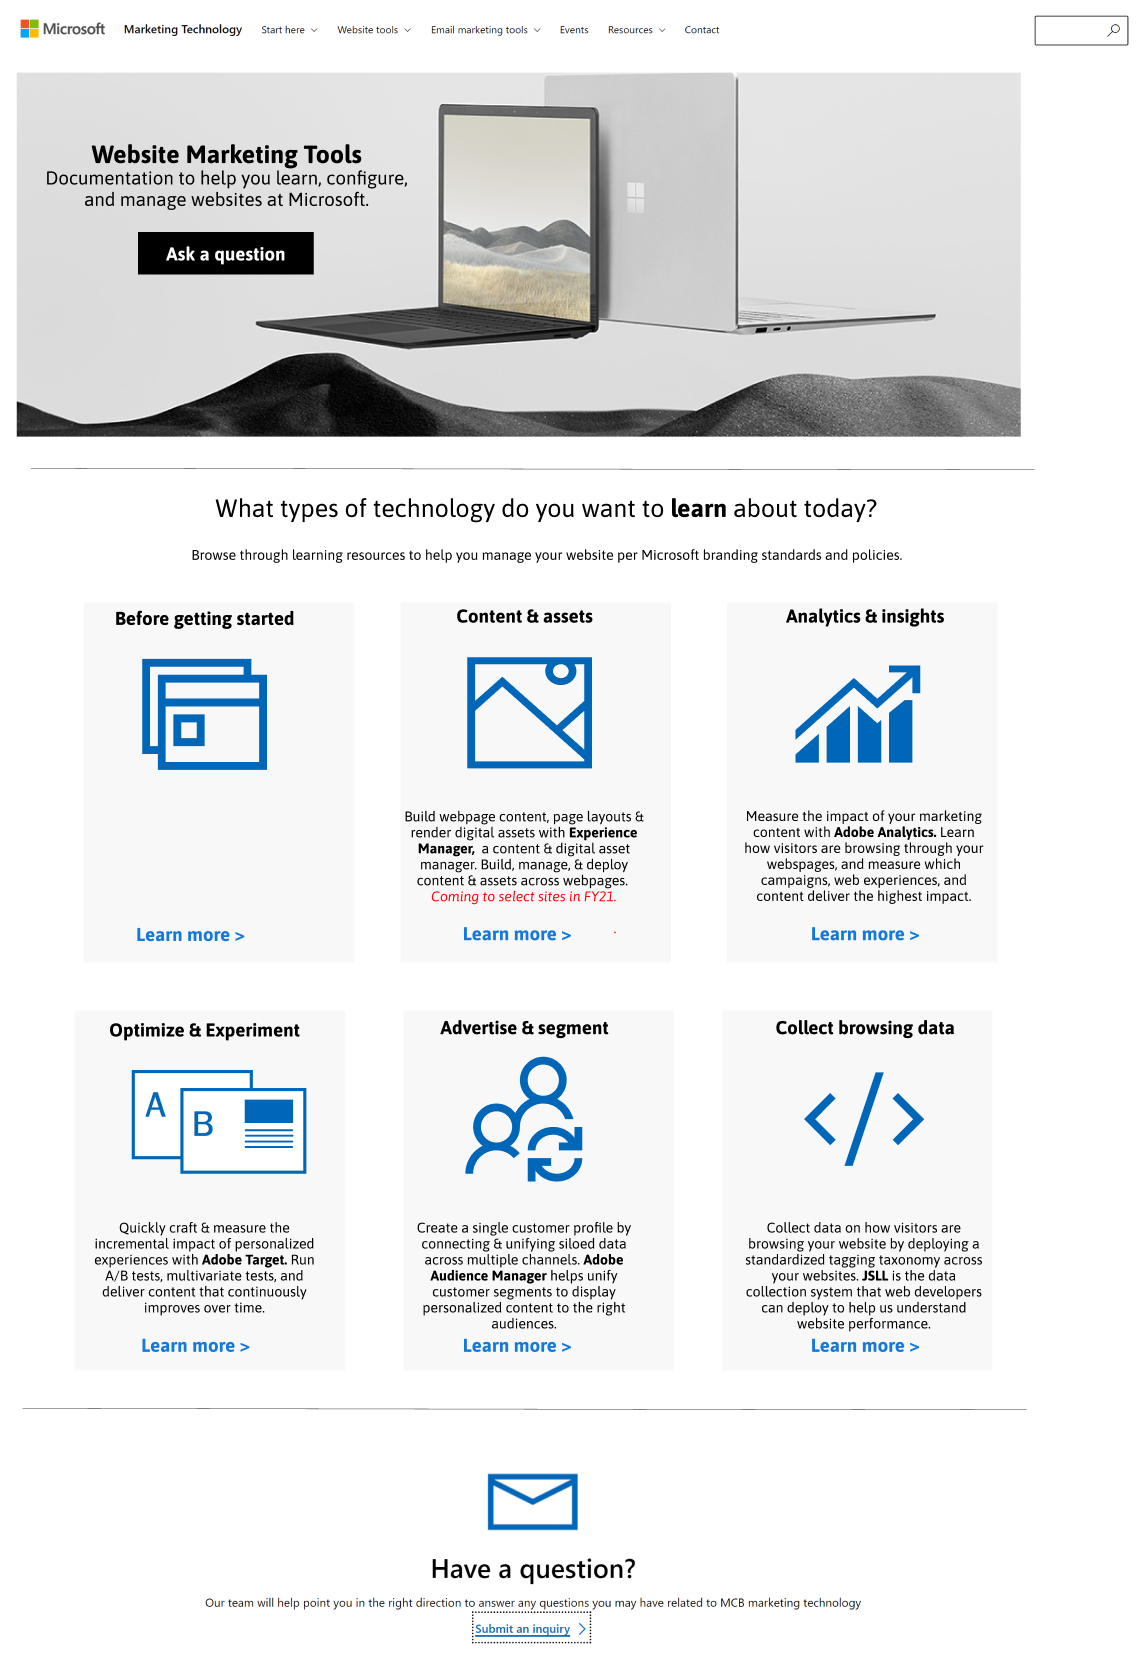 Microsoft Marketing Technology Start here Website tools Email marketing tools Events Resources Contact
Website Marketing Tools
Documentation to help you learn, configure,
and manage websites at Microsoft.
Ask a question
What types of technology do you want to learn about today?
Browse through learning resources to help you manage your website per Microsoft branding standards and policies.
Before getting started
Learn more >
Content & assets
Build webpage content, page layouts &
render digital assets with Experience
Manager, a content & digital asset
manager. Build, manage, & deploy
content & assets across webpages.
Coming to select sites in FY21.
Learn more >
Analytics & insights
Measure the impact of your marketing
content with Adobe Analytics. Learn
how visitors are browsing through your
webspages, and measure which
campaigns, web experiences, and
content deliver the highest impact.
Learn more >
Optimize & Experiment
A
B
Quickly craft & measure the
incremental impact of personalized
experiences with Adobe Target. Run
A/B tests, multivariate tests, and
deliver content that continuously
improves over time.
Learn more >
Advertise & segment
Create a single customer profile by
connecting & unifying siloed data
across multiple channels. Adobe
Audience Manager helps unify
customer segments to display
personalized content to the right
audiences.
Learn more >
Collect browsing data
</>
Collect data on how visitors are
browsing your website by deploying a
standardized tagging taxonomy across
your websites. JSLL is the data
collection system that web developers
can deploy to help us understand
website performance.
Learn more >
Have a question?
Our team will help point you in the right direction to answer any questions you may have related to MCB marketing technology
Submit an inquiry >